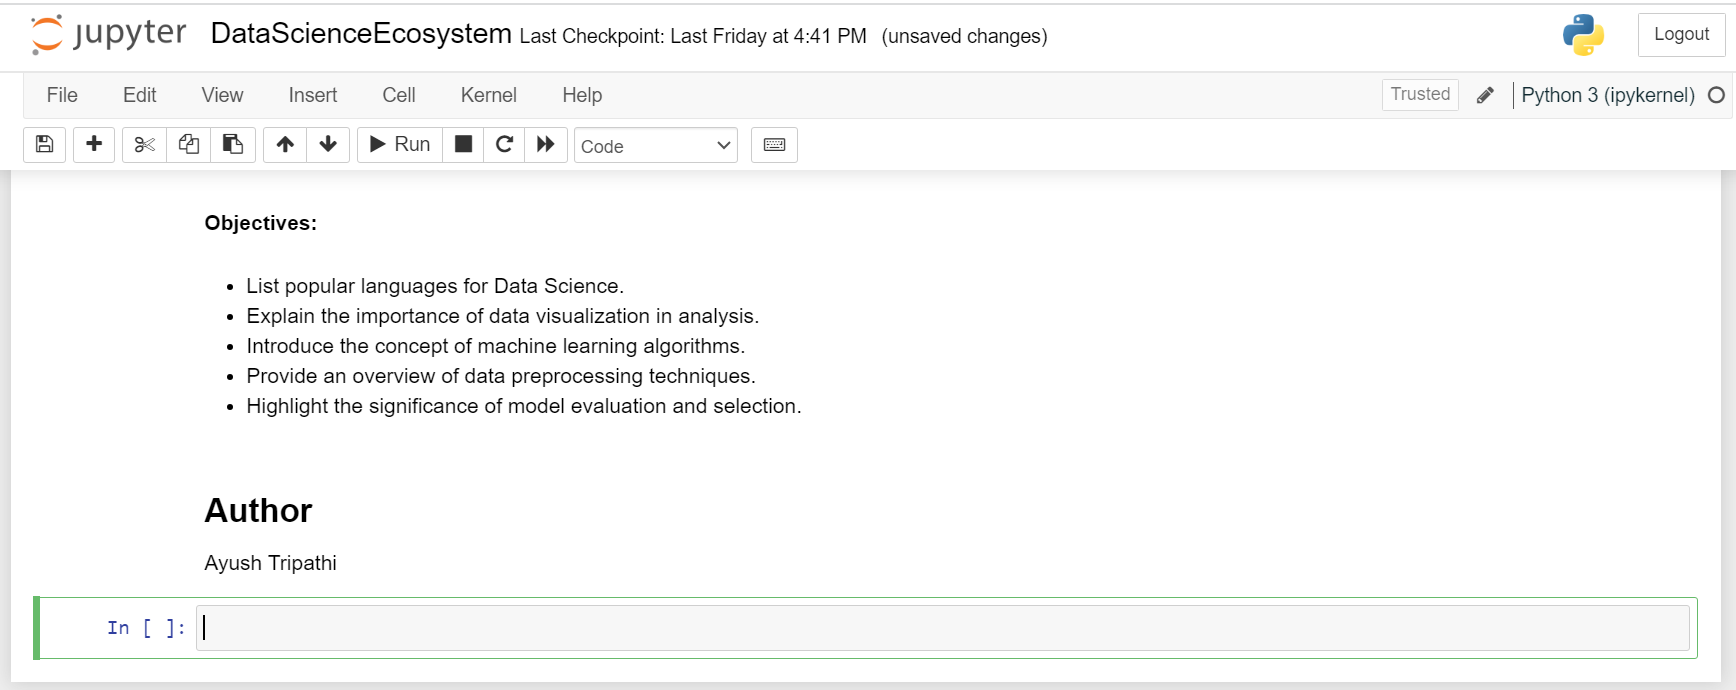 jupyter DataScienceEcosystem Last Checkpoint: Last Friday at 4:41 PM (unsaved changes) Logout
File Edit View Insert Cell Kernel Help Trusted Python 3 (ipykernel)
Run Code
Objectives:
List popular languages for Data Science.
Explain the importance of data visualization in analysis.
Introduce the concept of machine learning algorithms.
Provide an overview of data preprocessing techniques.
Highlight the significance of model evaluation and selection.
Author
Ayush Tripathi
In [ ]: